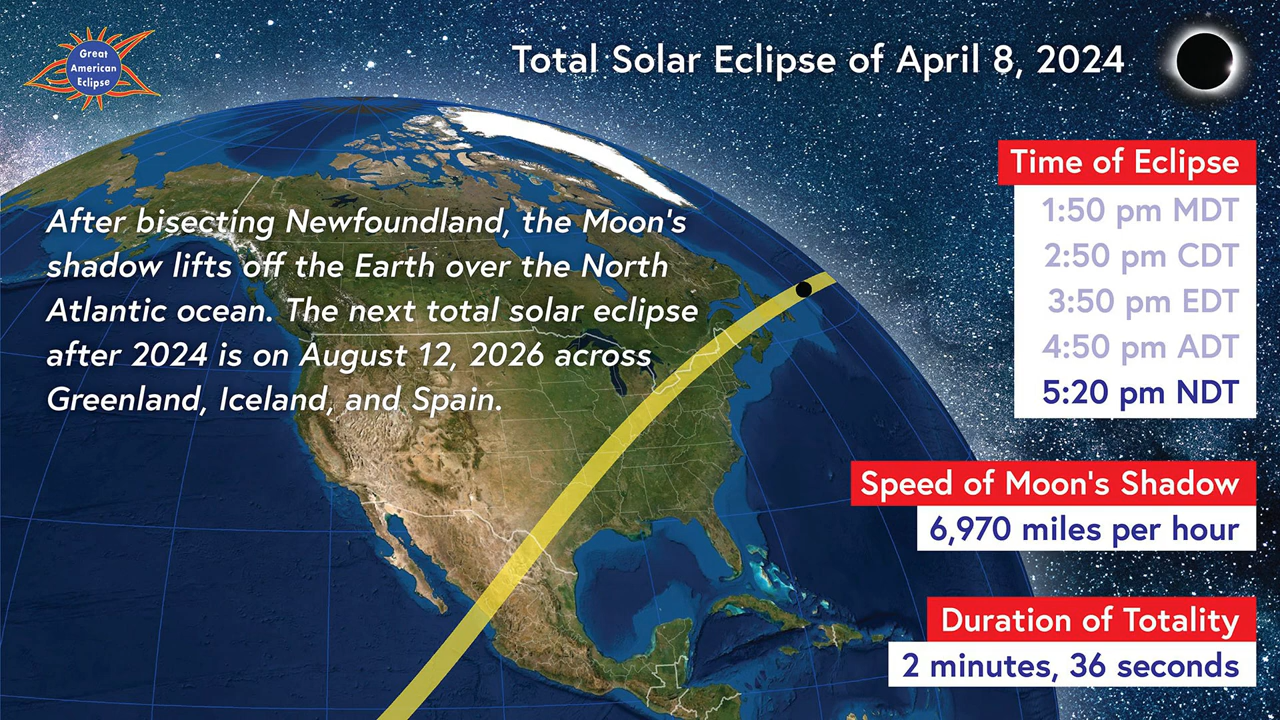 Great
American
Eclipse
Total Solar Eclipse of April 8, 2024
After bisecting Newfoundland, the Moon's
shadow lifts off the Earth over the North
Atlantic ocean. The next total solar eclipse
after 2024 is on August 12, 2026 across
Greenland, Iceland, and Spain.
Time of Eclipse
1:50 pm MDT
2:50 pm CDT
3:50 pm EDT
4:50 pm ADT
5:20 pm NDT
Speed of Moon's Shadow
6,970 miles per hour
Duration of Totality
2 minutes, 36 seconds